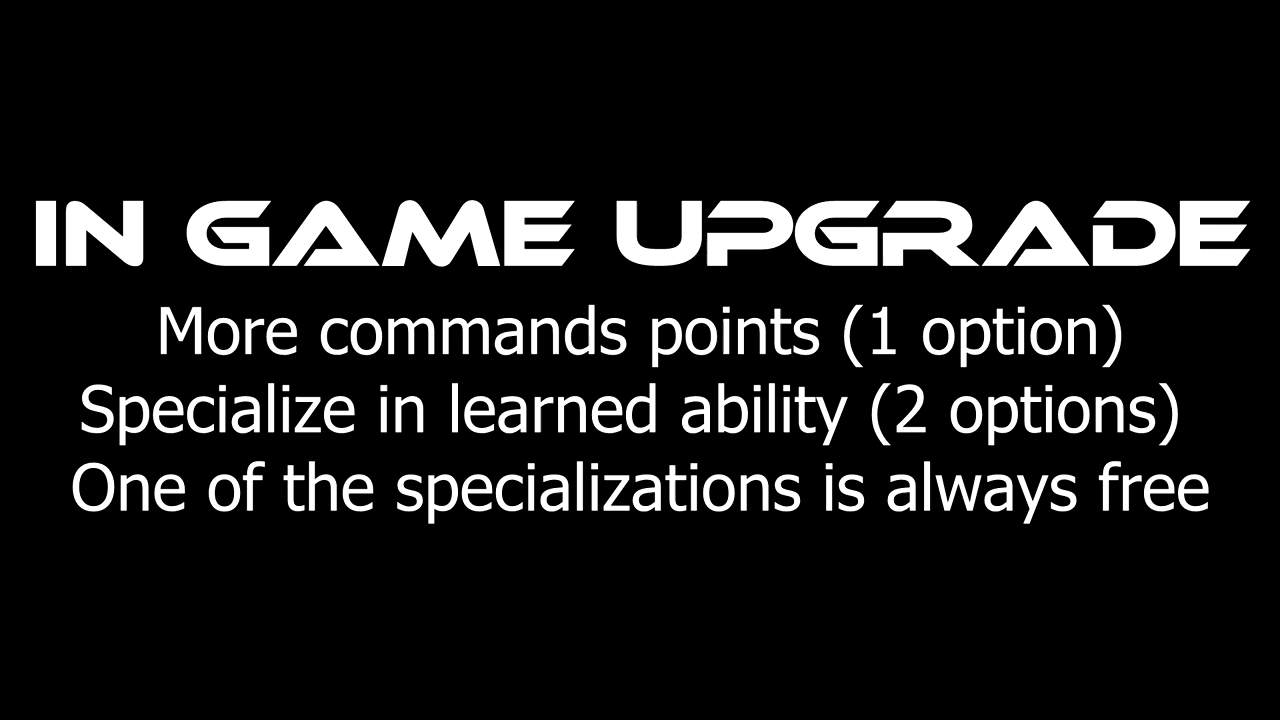 IN GAME UPGRADE
More commands points (1 option)
Specialize in learned ability (2 options)
One of the specializations is always free